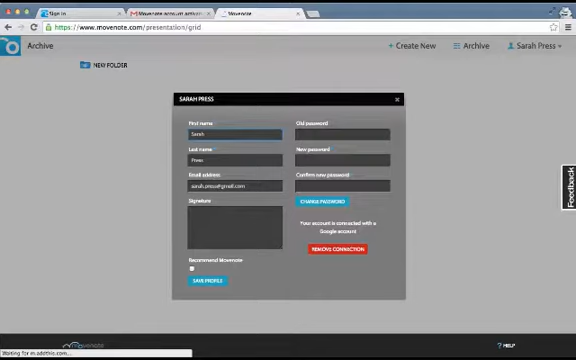 Sign in
Movenote account activat
Movenote
https://www.movenote.com/presentation/grid
Archive
+ Create New
Archive
Sarah Press
NEW FOLDER
SARAH PRESS
x
First name
Sarah
Last name
Press
Email address
sarah.press@gmail.com
Signature
Recommend Movenote
SAVE PROFILE
Old password
New password
Confirm new password
CHANGE PASSWORD
Your account is connected with a
Google account
REMOVE CONNECTION
Feedback
movenote
? HELP
Waiting for m.addthis.com...